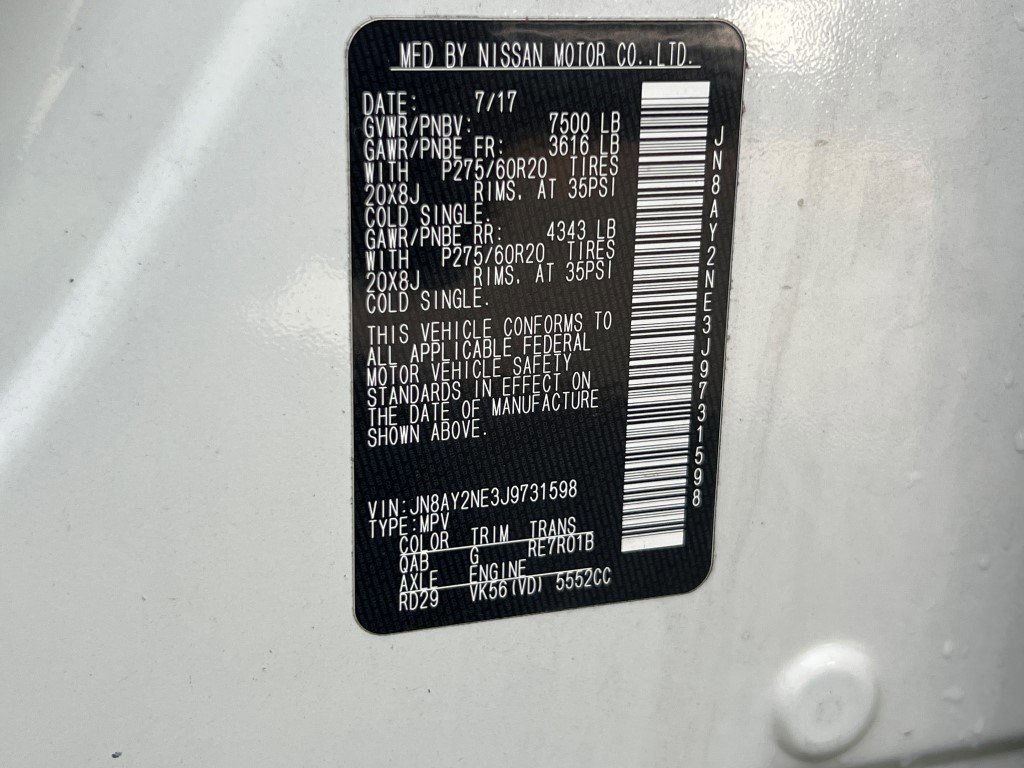 MFD BY NISSAN MOTOR CO.,LTD.
DATE: 7/17
GVWR/PNBV: 7500 LB
GAWR/PNBE FR: 3616 LB
WITH P275/60R20 TIRES
20X8J RIMS. AT 35PSI
COLD SINGLE.
GAWR/PNBE RR: 4343 LB
WITH P275/60R20 TIRES
20X8J RIMS. AT 35PSI
COLD SINGLE.
THIS VEHICLE CONFORMS TO
ALL APPLICABLE FEDERAL
MOTOR VEHICLE SAFETY
STANDARDS IN EFFECT ON
THE DATE OF MANUFACTURE
SHOWN ABOVE.
VIN:JN8AY2NE3J9731598
TYPE:MPV
COLOR TRIM TRANS
QAB G RE7R01B
AXLE ENGINE
RD29 VK56(VD) 5552CC
JN8AY2NE3J9731598